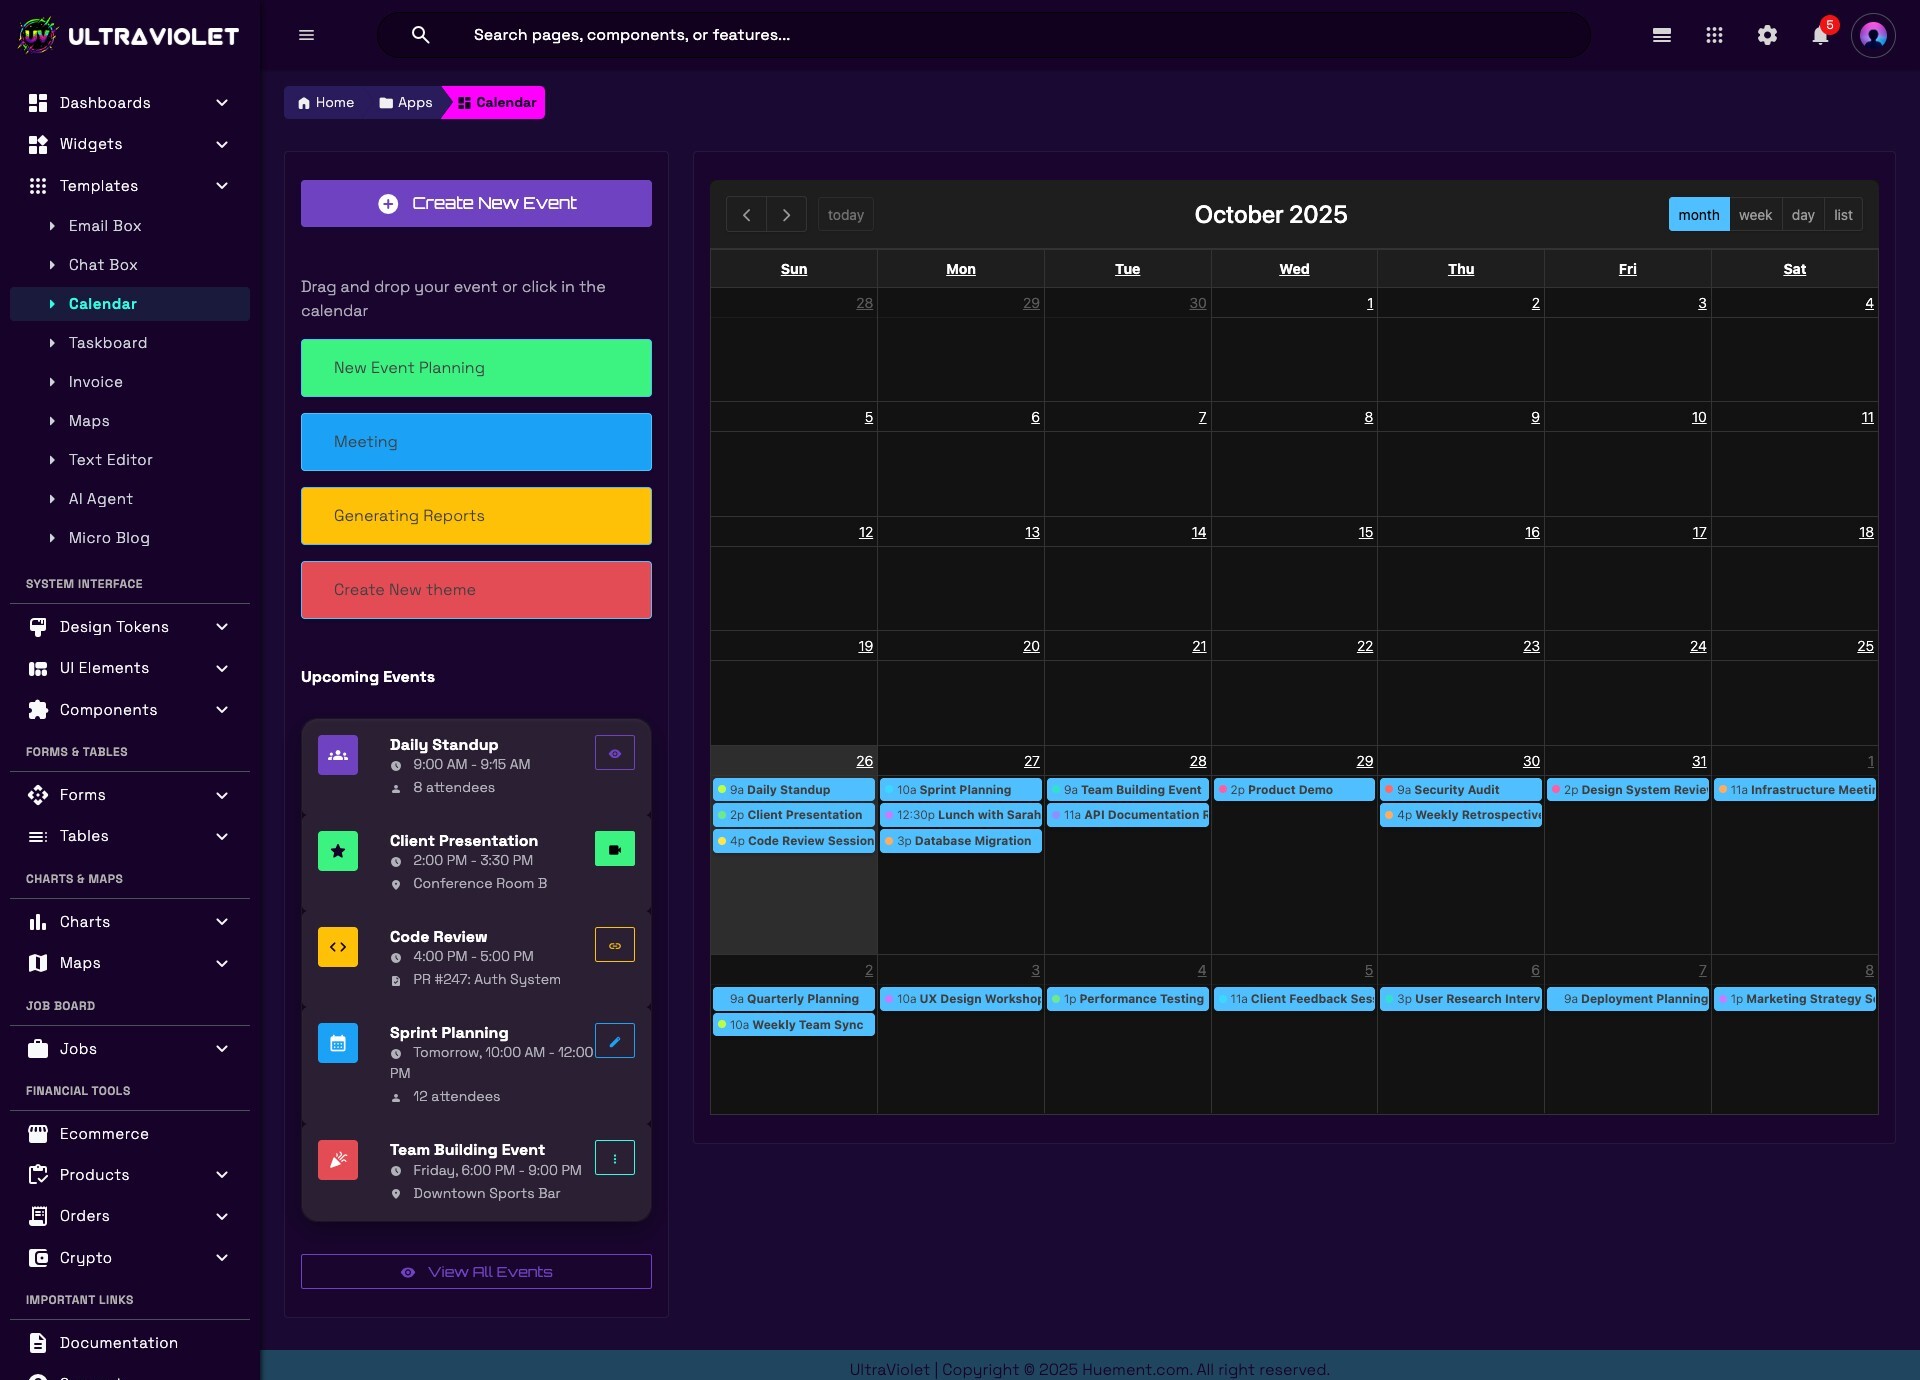 ULTRAVIOLET
Search pages, components, or features...
5
Dashboards
Widgets
Templates
Email Box
Chat Box
Calendar
Taskboard
Invoice
Maps
Text Editor
AI Agent
Micro Blog
SYSTEM INTERFACE
Design Tokens
UI Elements
Components
FORMS & TABLES
Forms
Tables
CHARTS & MAPS
Charts
Maps
JOB BOARD
Jobs
FINANCIAL TOOLS
Ecommerce
Products
Orders
Crypto
IMPORTANT LINKS
Documentation
Home Apps Calendar
Create New Event
Drag and drop your event or click in the
calendar
New Event Planning
Meeting
Generating Reports
Create New theme
Upcoming Events
Daily Standup
9:00 AM - 9:15 AM
8 attendees
Client Presentation
2:00 PM - 3:30 PM
Conference Room B
Code Review
4:00 PM - 5:00 PM
PR #247: Auth System
Sprint Planning
Tomorrow, 10:00 AM - 12:00
PM
12 attendees
Team Building Event
Friday, 6:00 PM - 9:00 PM
Downtown Sports Bar
View All Events
today October 2025 month week day list
Sun Mon Tue Wed Thu Fri Sat
28 29 30 1 2 3 4
5 6 7 8 9 10 11
12 13 14 15 16 17 18
19 20 21 22 23 24 25
26 27 28 29 30 31 1
9a Daily Standup 10a Sprint Planning 9a Team Building Event 2p Product Demo 9a Security Audit 2p Design System Revie 11a Infrastructure Meetin
2p Client Presentation 12:30p Lunch with Sarah 11a API Documentation R 4p Weekly Retrospective
4p Code Review Session 3p Database Migration
2 3 4 5 6 7 8
9a Quarterly Planning 10a UX Design Workshop 1p Performance Testing 11a Client Feedback Ses 3p User Research Interv 9a Deployment Planning 1p Marketing Strategy S
10a Weekly Team Sync
UltraViolet | Copyright © 2025 Huement.com. All right reserved.